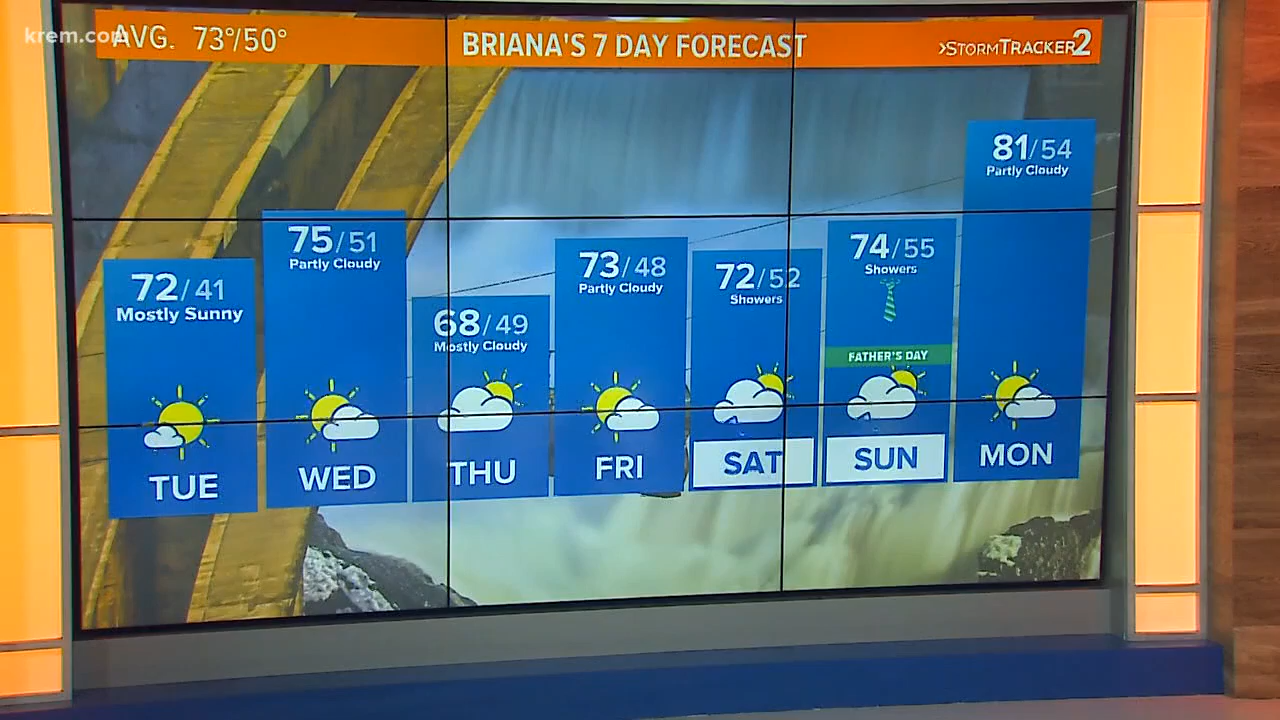 krem.com
AVG. 73°/50°
BRIANA'S 7 DAY FORECAST
›STORMTRACKER2
72/41
Mostly Sunny
TUE
75/51
Partly Cloudy
WED
68/49
Mostly Cloudy
THU
73/48
Partly Cloudy
FRI
72/52
Showers
SAT
74/55
Showers
FATHER'S DAY
SUN
81/54
Partly Cloudy
MON